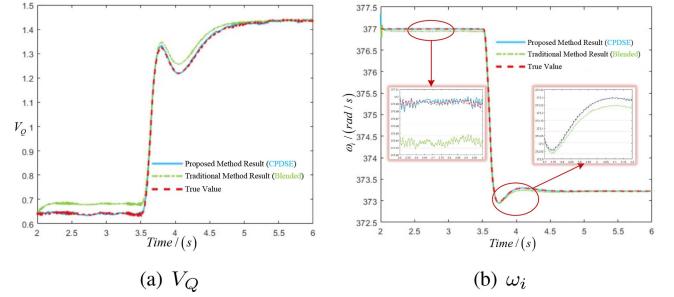 1.5
1.4
1.3
1.2
1.1
1
0.9
0.8
0.7
0.6
V_Q
Proposed Method Result (CPDSE)
Traditional Method Result (Blended)
True Value
2 2.5 3 3.5 4 4.5 5 5.5 6
Time / (s)
(a) V_Q
377.5
377
376.5
376
375.5
375
374.5
374
373.5
373
372.5
ω_i / (rad / s)
Proposed Method Result (CPDSE)
Traditional Method Result (Blended)
True Value
2 2.5 3 3.5 4 4.5 5 5.5 6
Time / (s)
(b) ω_i